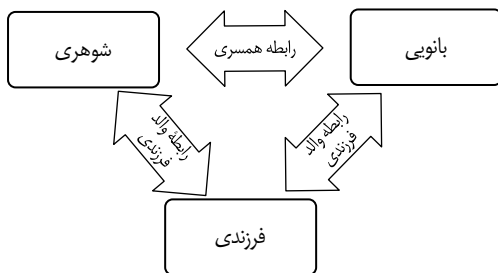 بانویی
رابطه همسری
شوهری
رابطه والد
فرزندی
رابطهٔ والد
فرزندی
فرزندی